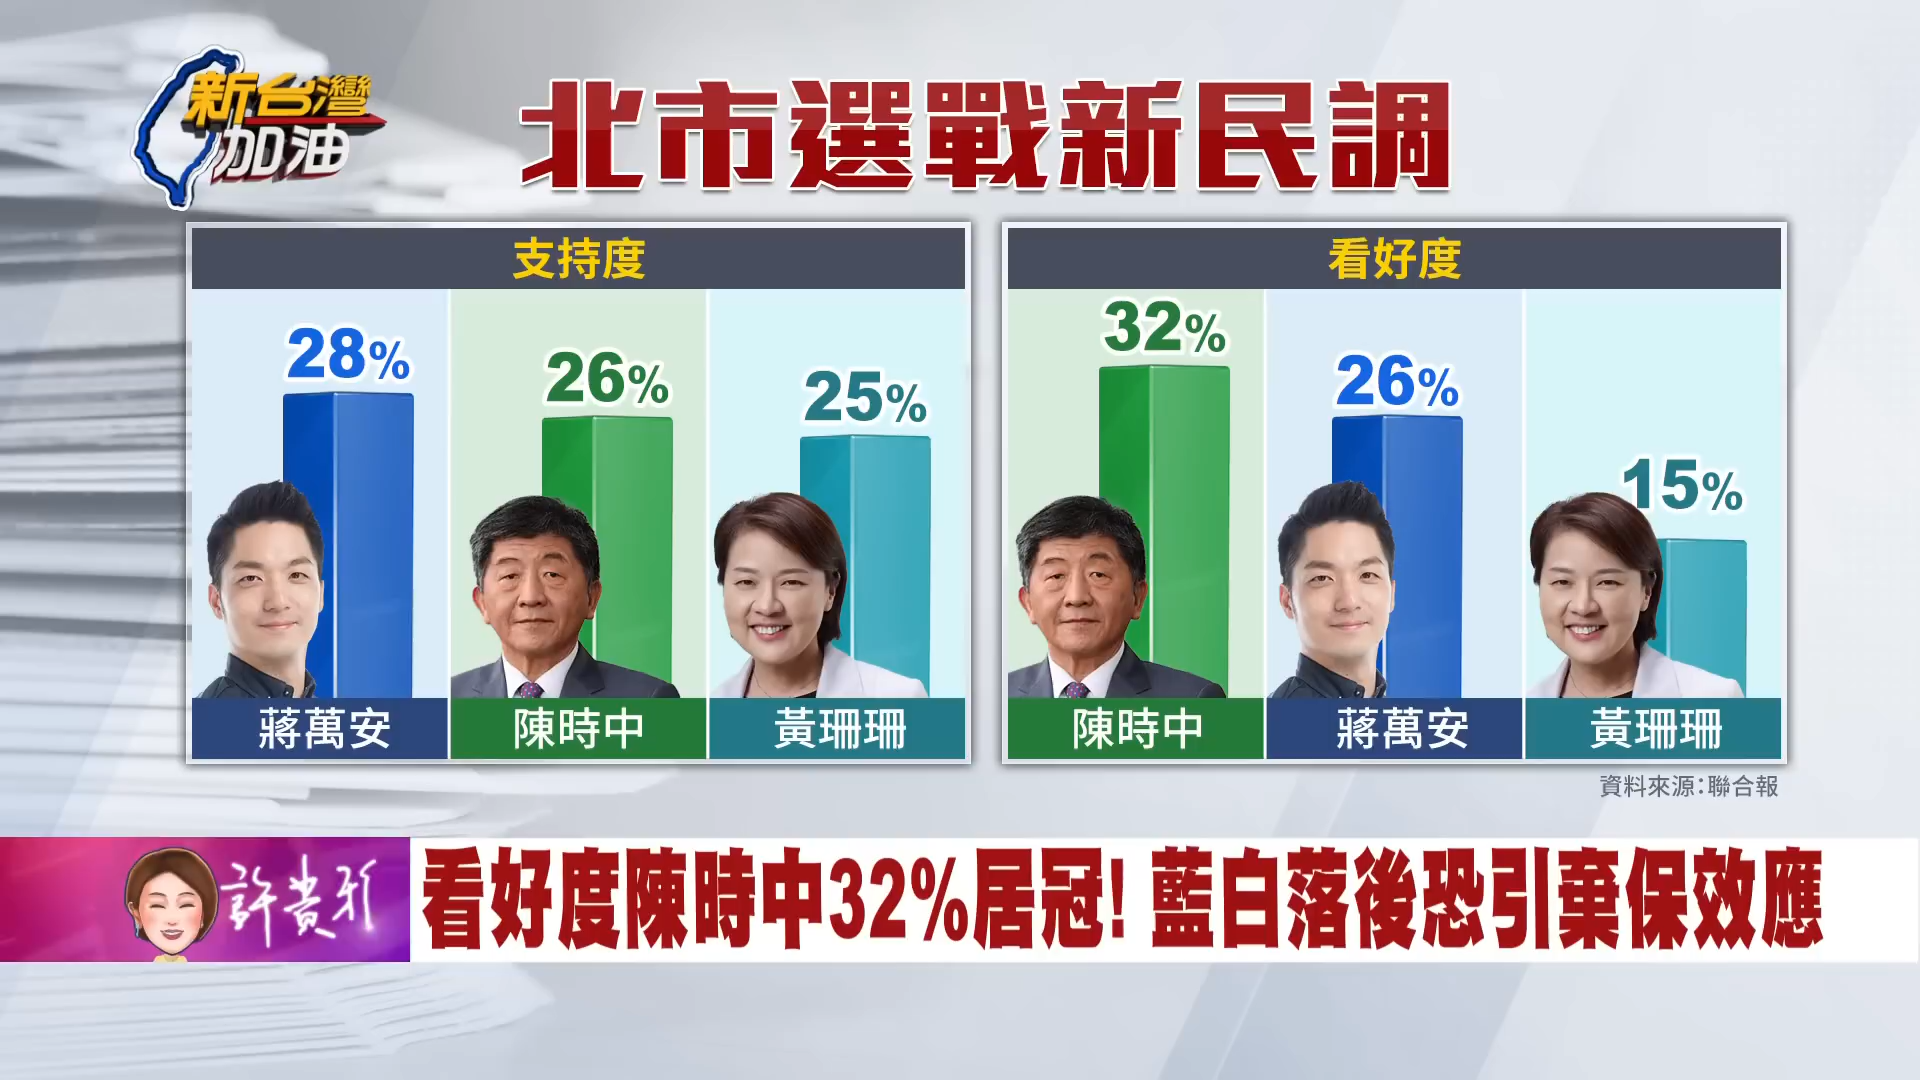 新台灣
加油
北市選戰新民調
支持度
28%
26%
25%
蔣萬安
陳時中
黃珊珊
看好度
32%
26%
15%
陳時中
蔣萬安
黃珊珊
資料來源:聯合報
許貴雅
看好度陳時中32%居冠! 藍白落後恐引棄保效應